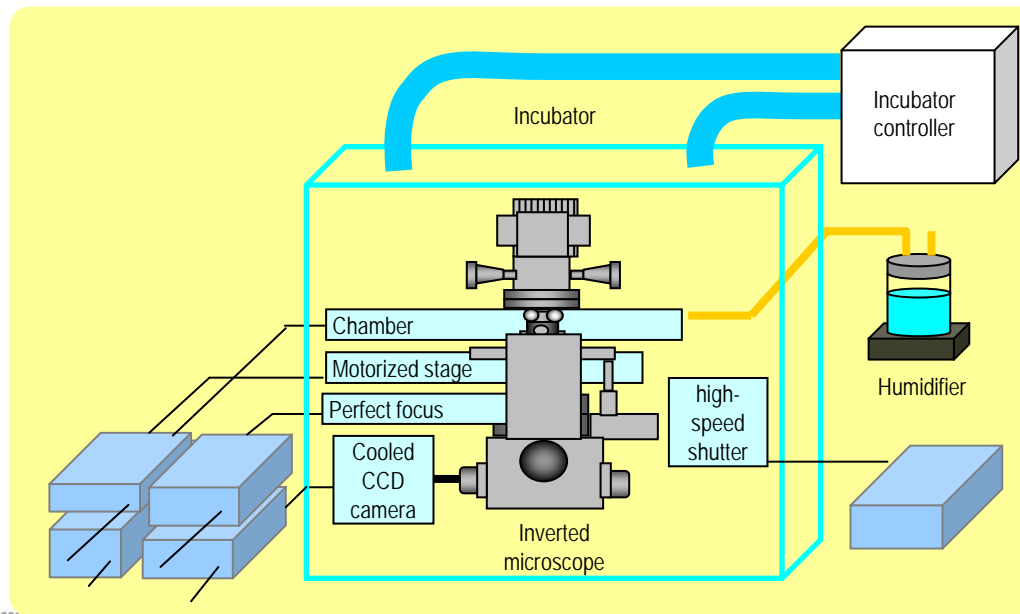 Incubator
Incubator
controller
Chamber
Motorized stage
Perfect focus
Cooled
CCD
camera
high-
speed
shutter
Humidifier
Inverted
microscope